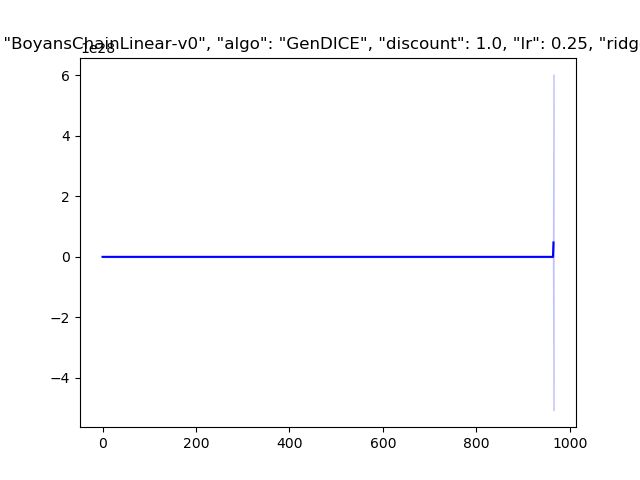 "BoyansChainLinear-v0", "algo": "GenDICE", "discount": 1.0, "lr": 0.25, "ridg
1e28
6
4
2
0
−2
−4
0 200 400 600 800 1000